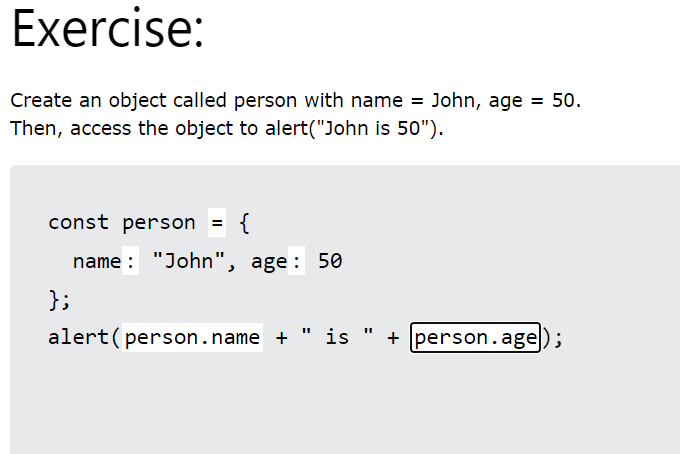 Exercise:
Create an object called person with name = John, age = 50.
Then, access the object to alert("John is 50").
const person = {
name: "John", age: 50
};
alert(person.name + " is " + person.age);